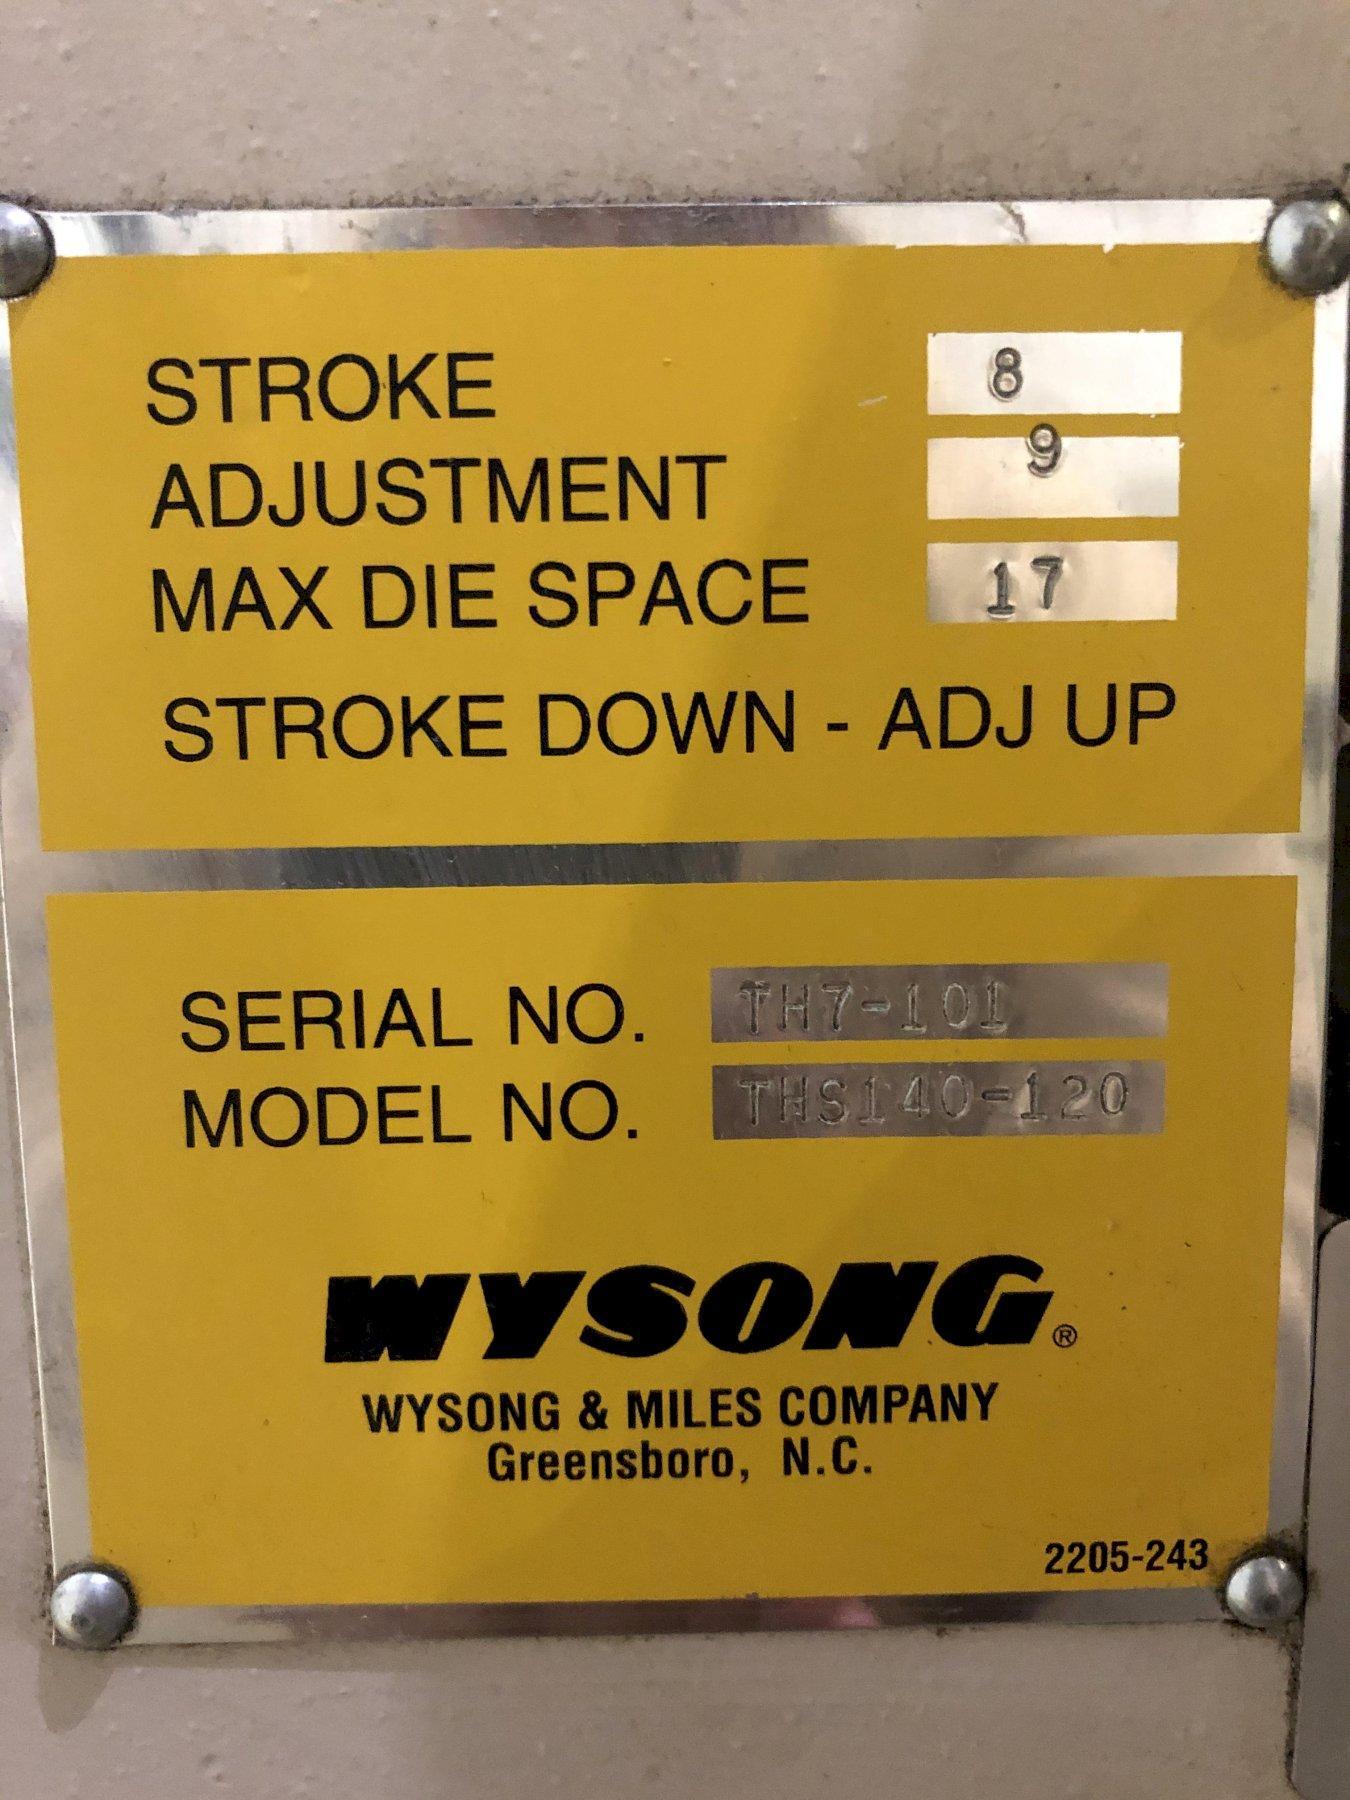 STROKE 8
ADJUSTMENT 9
MAX DIE SPACE 17
STROKE DOWN - ADJ UP
SERIAL NO. TH7-101
MODEL NO. THS140-120
WYSONG®
WYSONG & MILES COMPANY
Greensboro, N.C.
2205-243